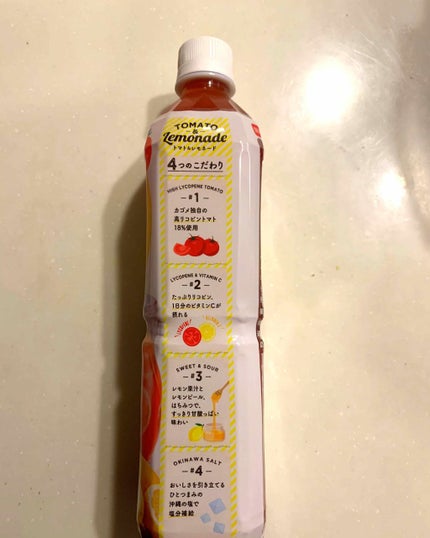 TOMATO
&
Lemonade
トマト&レモネード
4つのこだわり
HIGH LYCOPENE TOMATO
#1
カゴメ独自の
高リコピントマト
18%使用
LYCOPENE & VITAMIN C
#2
たっぷりリコピン、
1日分のビタミンCが
摂れる
SWEET & SOUR
#3
レモン果汁と
レモンピール、
はちみつで、
すっきり甘酸っぱい
味わい
OKINAWA SALT
#4
おいしさを引き立てる
ひとつまみの
沖縄の塩で
塩分補給